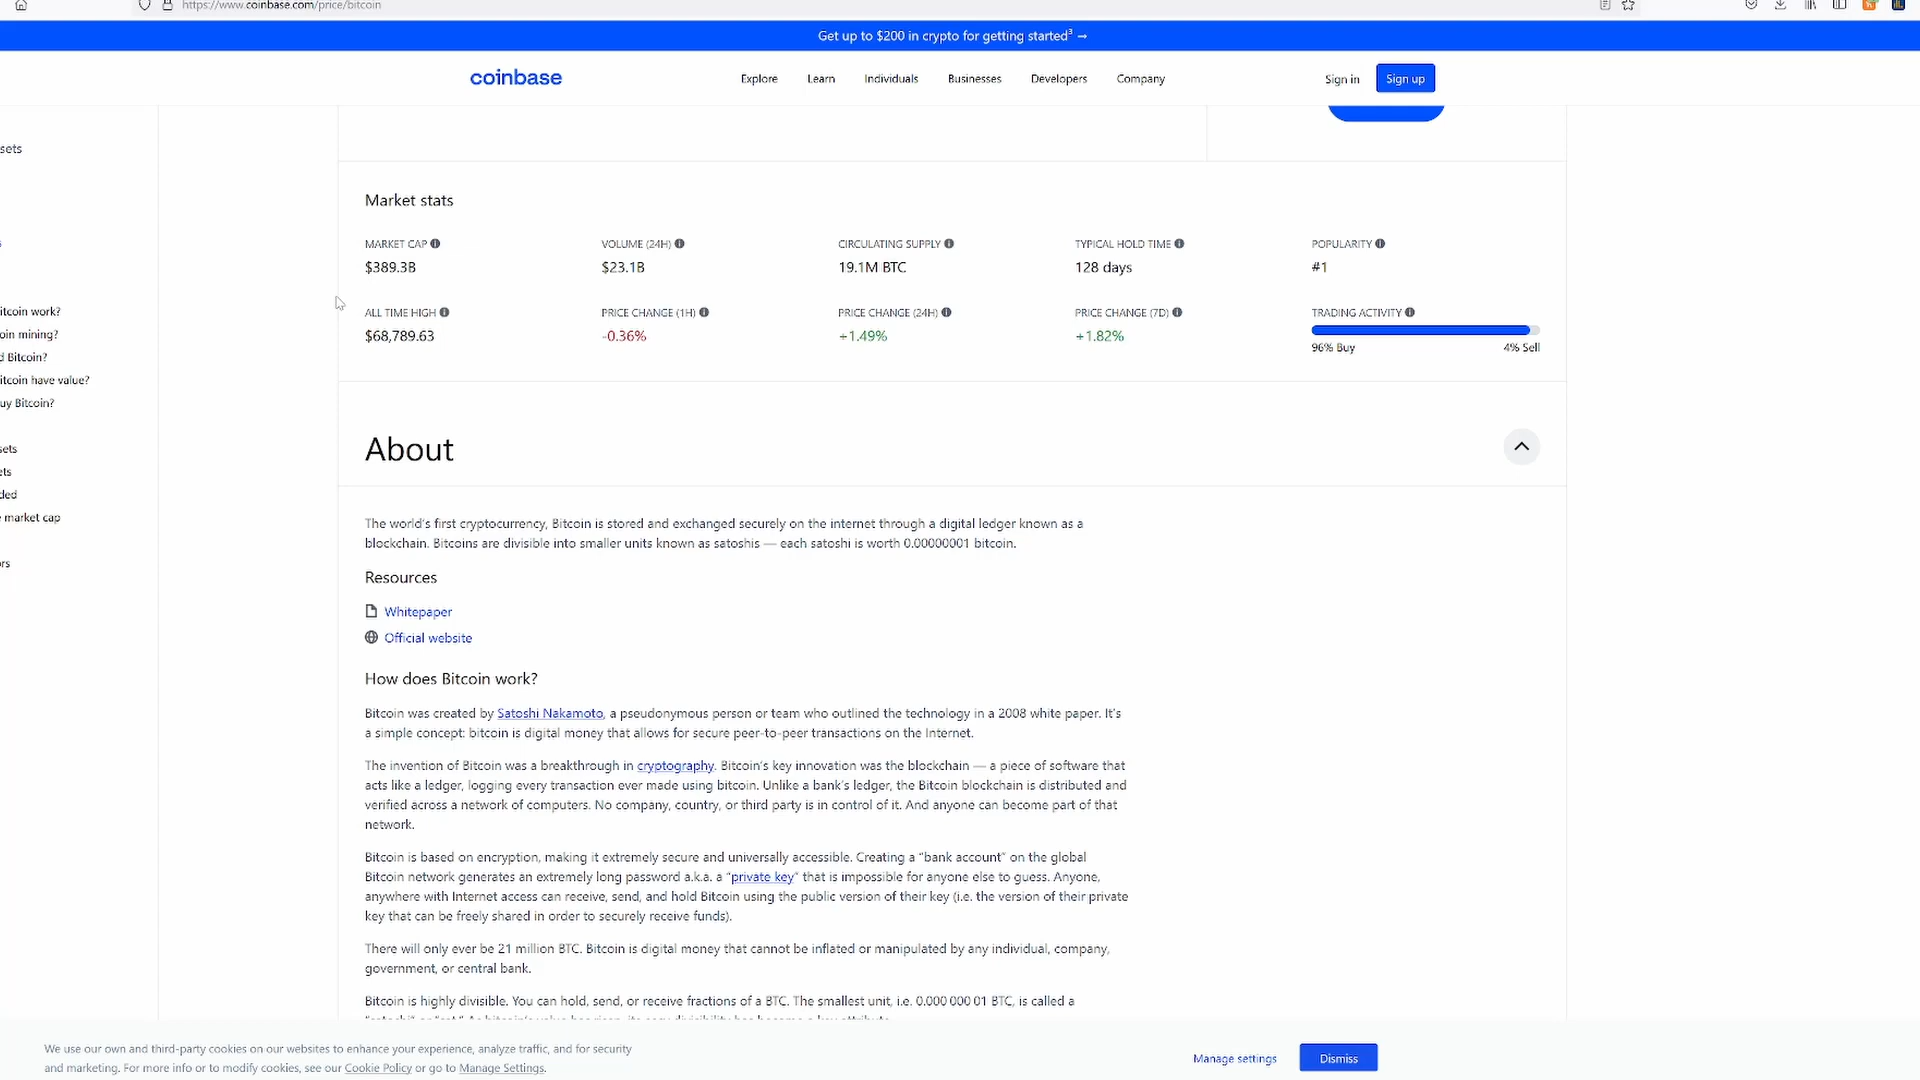 https://www.coinbase.com/price/bitcoin
Get up to $200 in crypto for getting started³ →
coinbase
Explore
Learn
Individuals
Businesses
Developers
Company
Sign in
Sign up
sets
itcoin work?
oin mining?
d Bitcoin?
itcoin have value?
uy Bitcoin?
sets
ets
ded
market cap
ors
Market stats
MARKET CAP
VOLUME (24H)
CIRCULATING SUPPLY
TYPICAL HOLD TIME
POPULARITY
$389.3B
$23.1B
19.1M BTC
128 days
#1
ALL TIME HIGH
PRICE CHANGE (1H)
PRICE CHANGE (24H)
PRICE CHANGE (7D)
TRADING ACTIVITY
$68,789.63
-0.36%
+1.49%
+1.82%
96% Buy
4% Sell
About
The world's first cryptocurrency, Bitcoin is stored and exchanged securely on the internet through a digital ledger known as a
blockchain. Bitcoins are divisible into smaller units known as satoshis — each satoshi is worth 0.00000001 bitcoin.
Resources
Whitepaper
Official website
How does Bitcoin work?
Bitcoin was created by Satoshi Nakamoto, a pseudonymous person or team who outlined the technology in a 2008 white paper. It's
a simple concept: bitcoin is digital money that allows for secure peer-to-peer transactions on the Internet.
The invention of Bitcoin was a breakthrough in cryptography. Bitcoin's key innovation was the blockchain — a piece of software that
acts like a ledger, logging every transaction ever made using bitcoin. Unlike a bank's ledger, the Bitcoin blockchain is distributed and
verified across a network of computers. No company, country, or third party is in control of it. And anyone can become part of that
network.
Bitcoin is based on encryption, making it extremely secure and universally accessible. Creating a “bank account” on the global
Bitcoin network generates an extremely long password a.k.a. a “private key” that is impossible for anyone else to guess. Anyone,
anywhere with Internet access can receive, send, and hold Bitcoin using the public version of their key (i.e. the version of their private
key that can be freely shared in order to securely receive funds).
There will only ever be 21 million BTC. Bitcoin is digital money that cannot be inflated or manipulated by any individual, company,
government, or central bank.
Bitcoin is highly divisible. You can hold, send, or receive fractions of a BTC. The smallest unit, i.e. 0.000 000 01 BTC, is called a
We use our own and third-party cookies on our websites to enhance your experience, analyze traffic, and for security
and marketing. For more info or to modify cookies, see our Cookie Policy or go to Manage Settings.
Manage settings
Dismiss